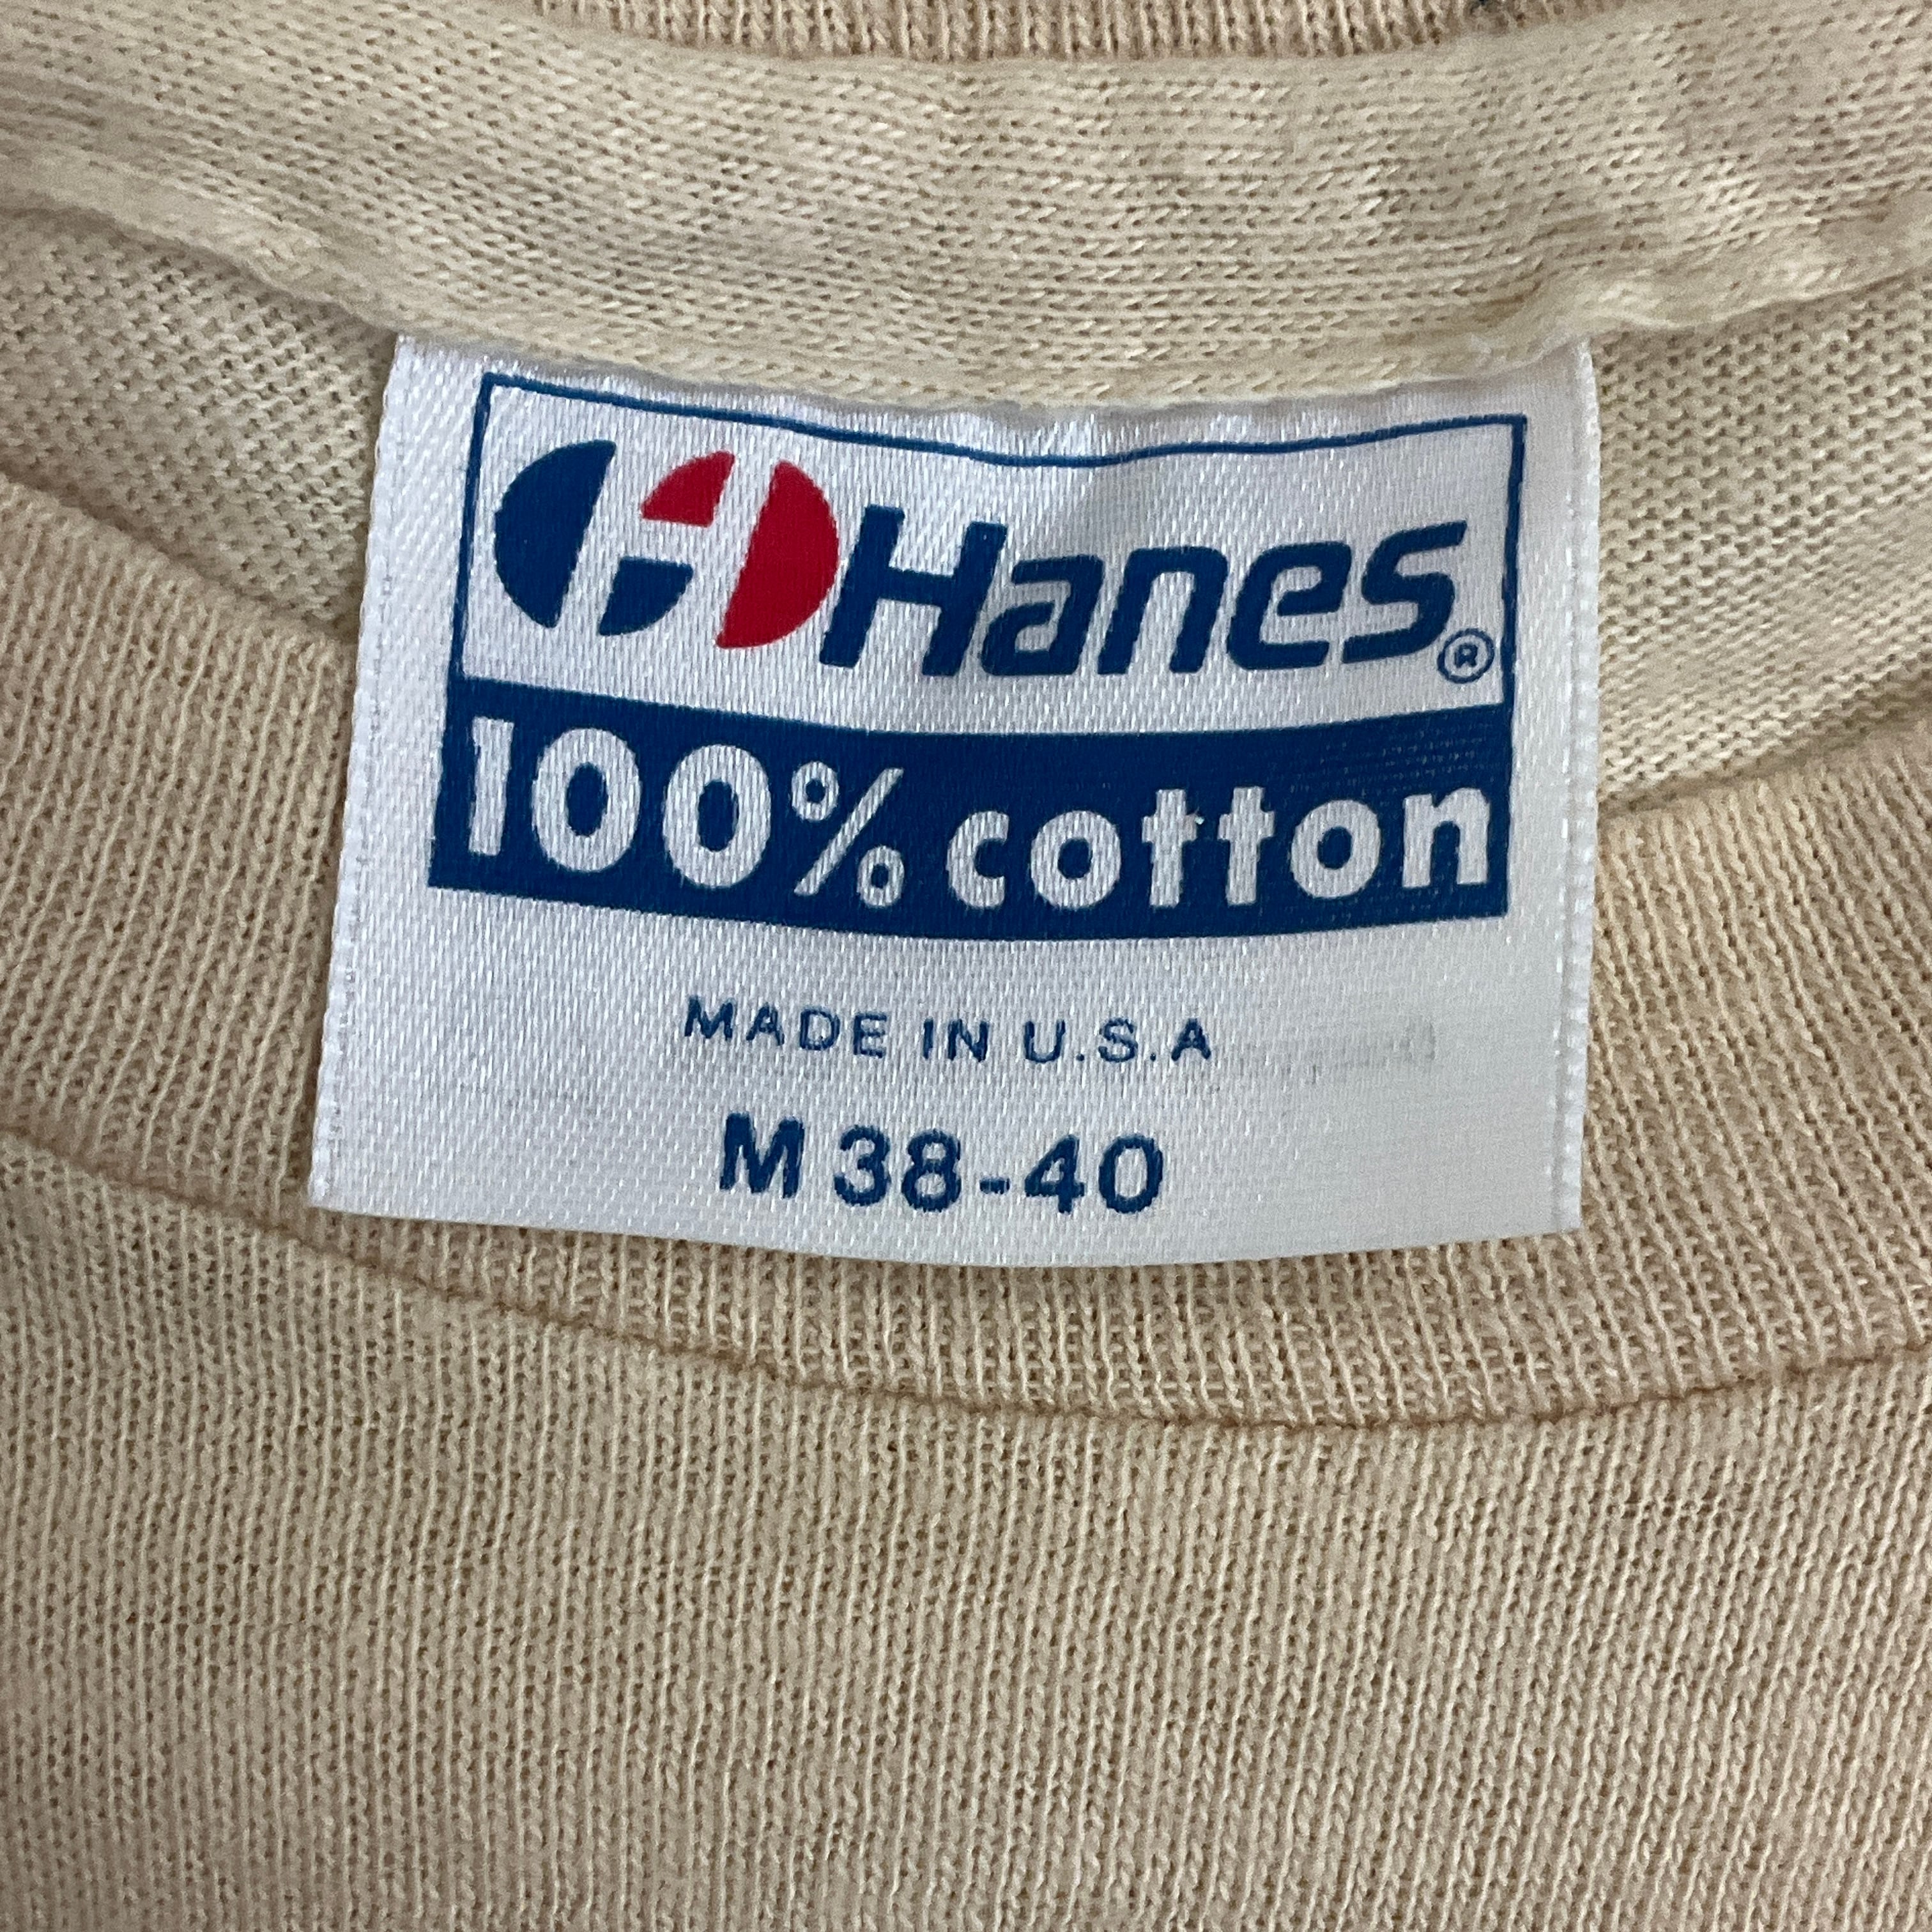 Hanes®
100% cotton
MADE IN U.S.A
M 38-40